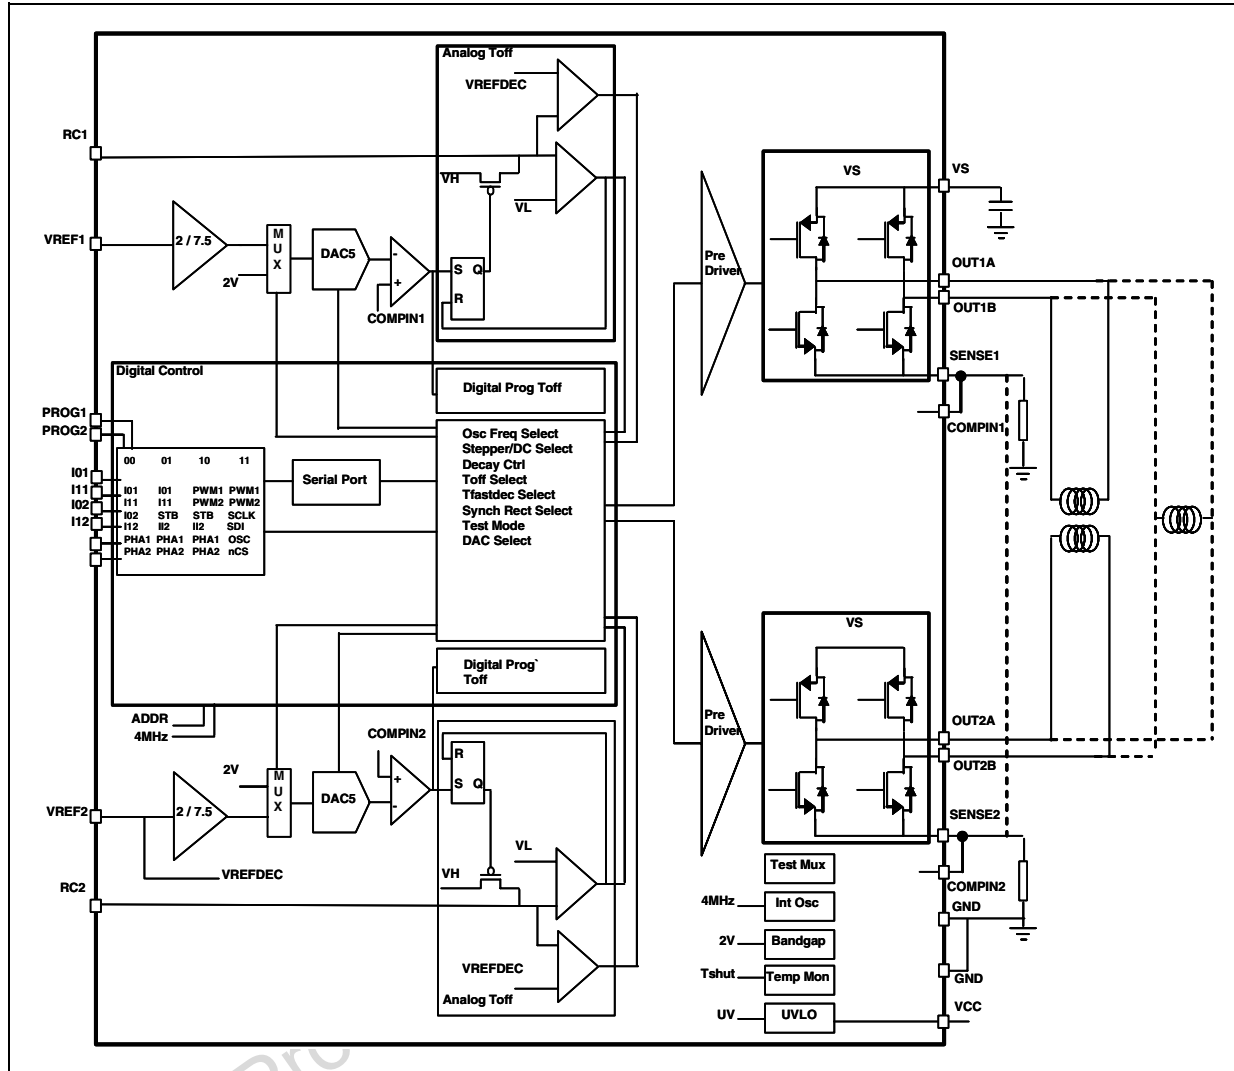 Analog Toff
VREFDEC
RC1
VH
VL
VREF1
2 / 7.5
M
U
X
2V
DAC5
-
+
COMPIN1
S Q
R
Pre
Driver
VS
VS
OUT1A
OUT1B
SENSE1
COMPIN1
Digital Control
Digital Prog Toff
PROG1
PROG2
I01
I11
I02
I12
00 01 10 11
I01 I01 PWM1 PWM1
I11 I11 PWM2 PWM2
I02 STB STB SCLK
I12 II2 II2 SDI
PHA1 PHA1 PHA1 OSC
PHA2 PHA2 PHA2 nCS
Serial Port
Osc Freq Select
Stepper/DC Select
Decay Ctrl
Toff Select
Tfastdec Select
Synch Rect Select
Test Mode
DAC Select
Digital Prog`
Toff
ADDR
4MHz
COMPIN2
R
S Q
2V
M
U
X
DAC5
+
-
VREF2
2 / 7.5
VREFDEC
RC2
VL
VH
VREFDEC
Analog Toff
Pre
Driver
VS
OUT2A
OUT2B
SENSE2
COMPIN2
GND
GND
VCC
Test Mux
4MHz
Int Osc
2V
Bandgap
Tshut
Temp Mon
UV
UVLO